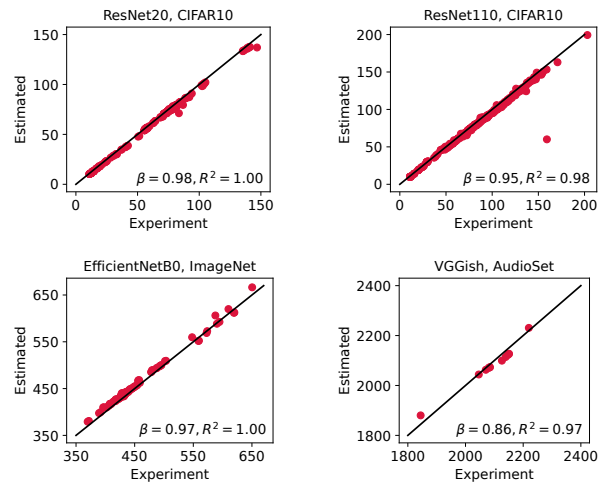 ResNet20, CIFAR10
150
100
50
0
Estimated
β = 0.98, R² = 1.00
0 50 100 150
Experiment
ResNet110, CIFAR10
200
150
100
50
0
Estimated
β = 0.95, R² = 0.98
0 50 100 150 200
Experiment
EfficientNetB0, ImageNet
650
550
450
350
Estimated
β = 0.97, R² = 1.00
350 450 550 650
Experiment
VGGish, AudioSet
2400
2200
2000
1800
Estimated
β = 0.86, R² = 0.97
1800 2000 2200 2400
Experiment